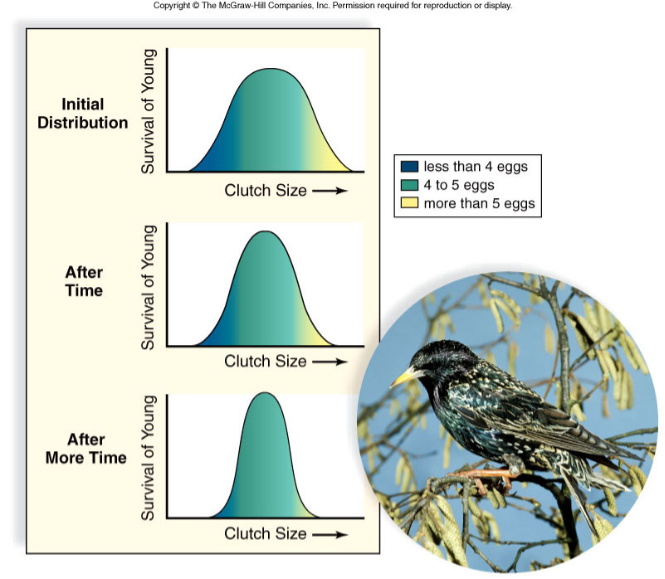 Copyright © The McGraw-Hill Companies, Inc. Permission required for reproduction or display.
Initial
Distribution
Survival of Young
Clutch Size
less than 4 eggs
4 to 5 eggs
more than 5 eggs
After
Time
Survival of Young
Clutch Size
After
More Time
Survival of Young
Clutch Size